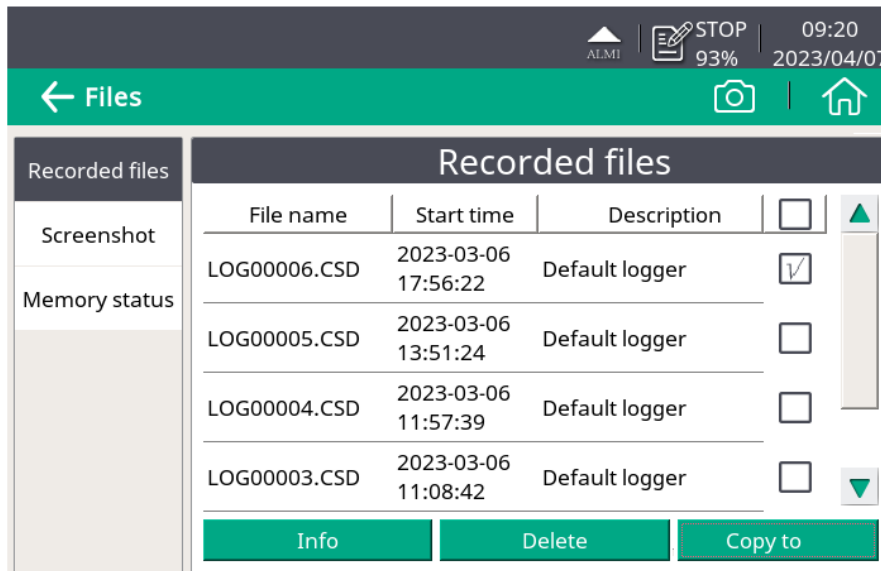 STOP 09:20
ALMI 93% 2023/04/07
Files
Recorded files
Screenshot
Memory status
Recorded files
File name Start time Description
LOG00006.CSD 2023-03-06 17:56:22 Default logger
LOG00005.CSD 2023-03-06 13:51:24 Default logger
LOG00004.CSD 2023-03-06 11:57:39 Default logger
LOG00003.CSD 2023-03-06 11:08:42 Default logger
Info Delete Copy to